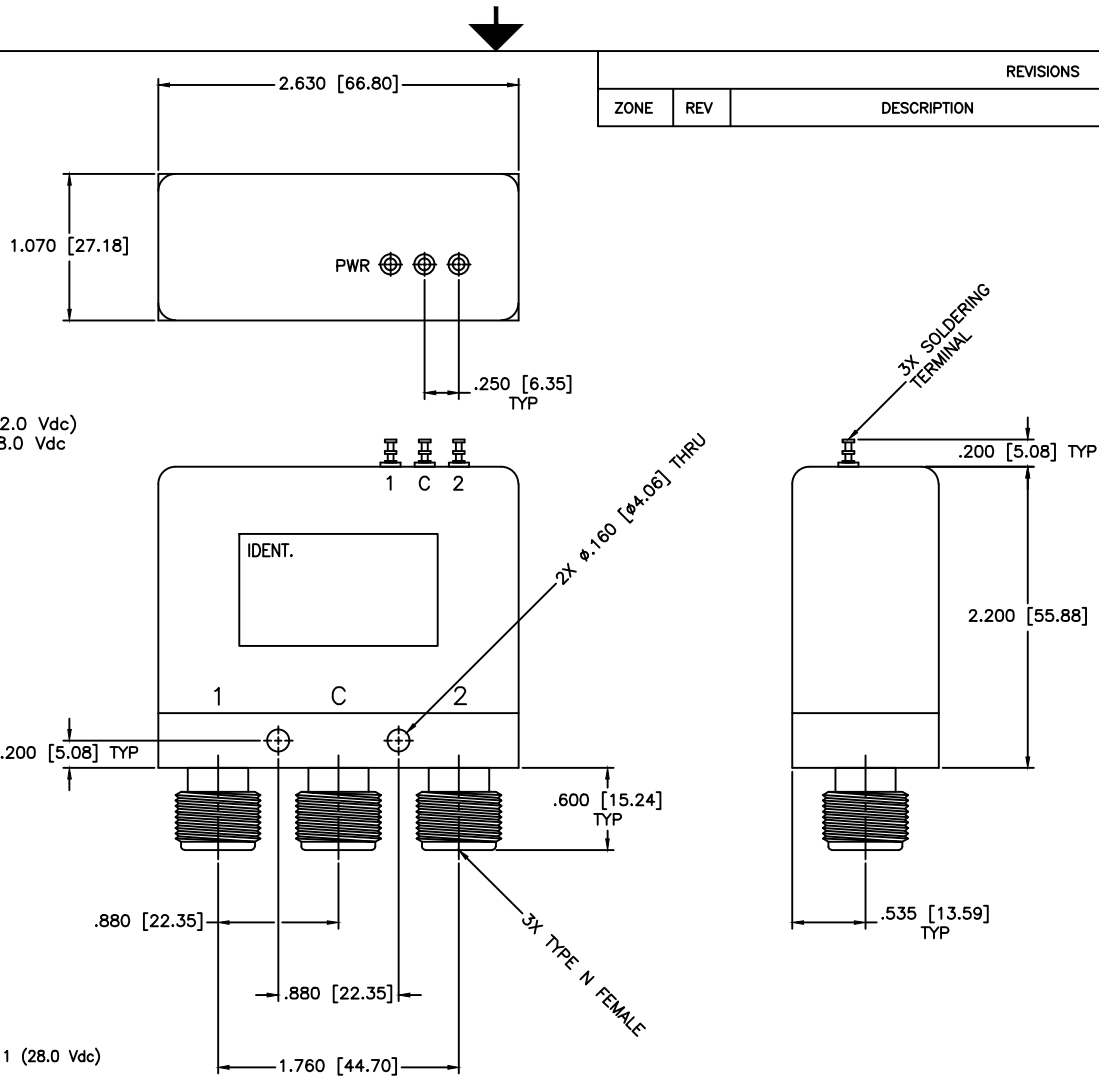 REVISIONS
ZONE REV DESCRIPTION
2.630 [66.80]
1.070 [27.18]
PWR
.250 [6.35]
TYP
2.0 Vdc)
8.0 Vdc
3X SOLDERING
TERMINAL
.200 [5.08] TYP
1 C 2
2X ø.160 [ø4.06] THRU
IDENT.
2.200 [55.88]
1 C 2
.200 [5.08] TYP
.600 [15.24]
TYP
.880 [22.35]
.535 [13.59]
TYP
3X TYPE N FEMALE
.880 [22.35]
1 (28.0 Vdc)
1.760 [44.70]